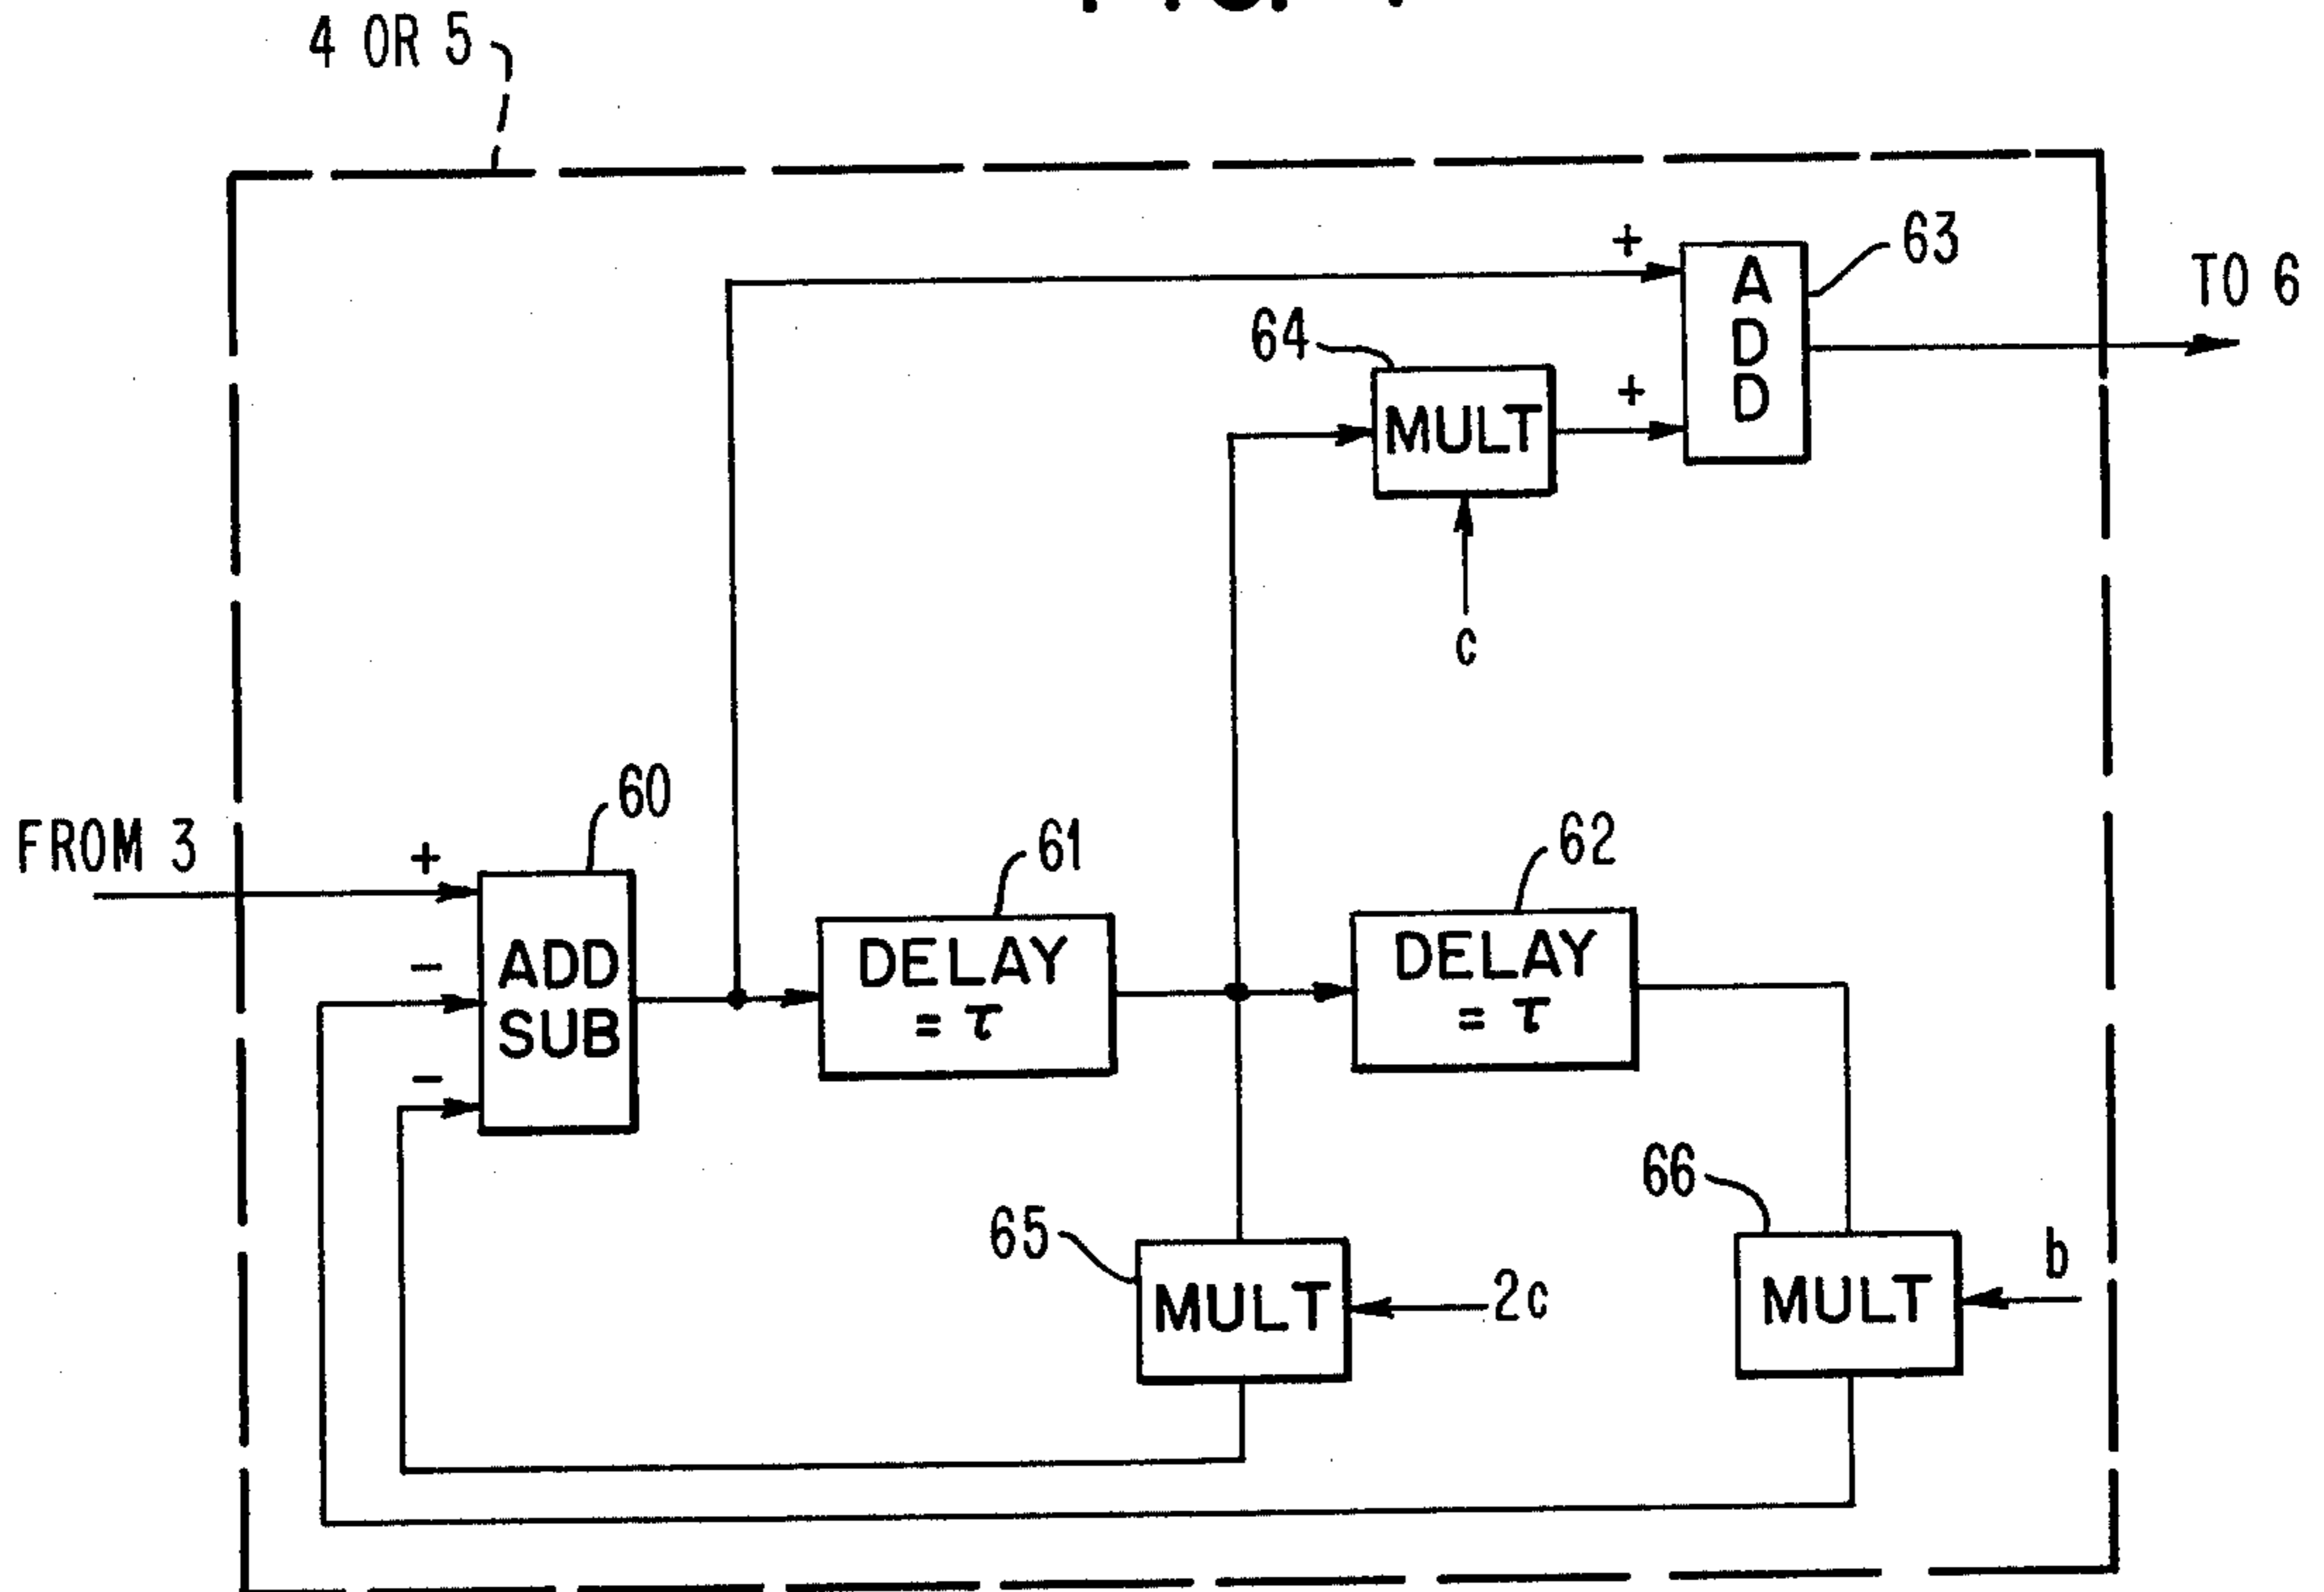 4 OR 5
+
63
A
D
D
TO 6
64
MULT
+
c
60
FROM 3
+
-
-
ADD
SUB
61
DELAY
= τ
62
DELAY
= τ
65
MULT
2c
66
MULT
b